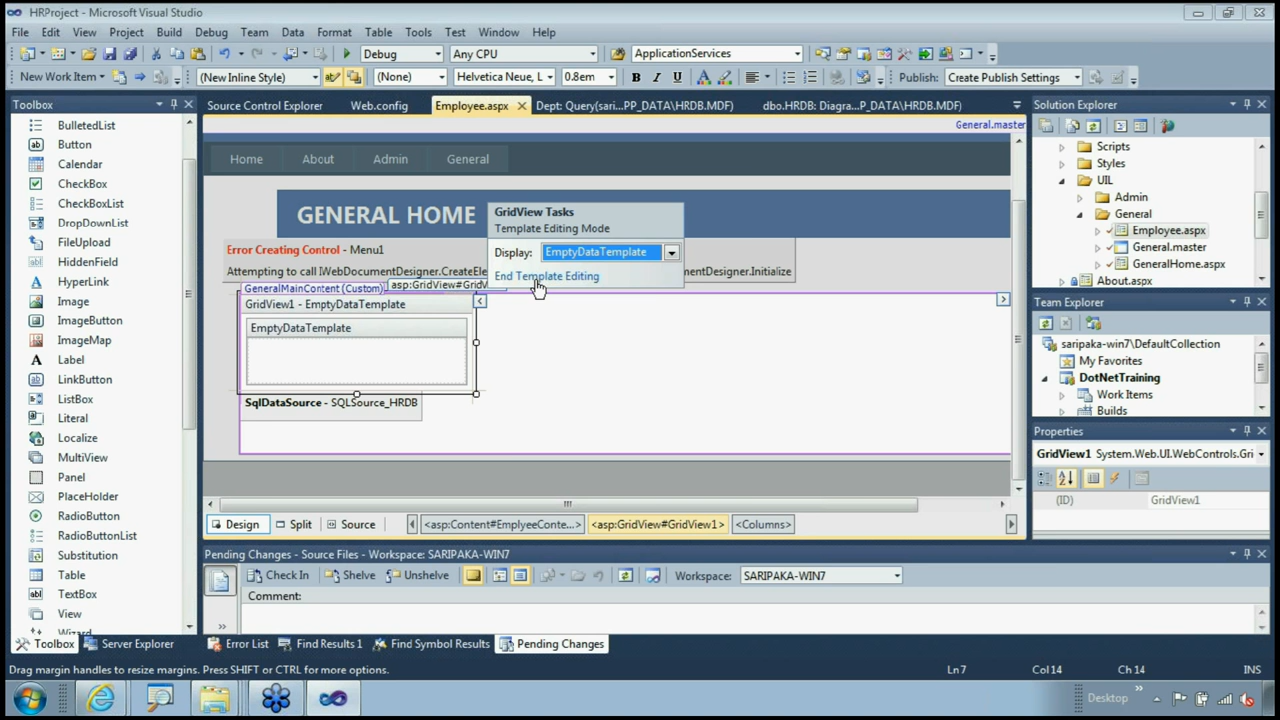 HRProject - Microsoft Visual Studio
File Edit View Project Build Debug Team Data Format Table Tools Test Window Help
Debug Any CPU ApplicationServices
New Work Item (New Inline Style) (None) Helvetica Neue, L 0.8em B I U A Publish: Create Publish Settings
Toolbox
BulletedList
Button
Calendar
CheckBox
CheckBoxList
DropDownList
FileUpload
HiddenField
HyperLink
Image
ImageButton
ImageMap
A Label
LinkButton
ListBox
Literal
Localize
MultiView
Panel
PlaceHolder
RadioButton
RadioButtonList
Substitution
Table
TextBox
View
Wizard
Toolbox Server Explorer
Source Control Explorer Web.config Employee.aspx Dept: Query(sari...PP_DATA\HRDB.MDF) dbo.HRDB: Diagra...P_DATA\HRDB.MDF)
General.master
Home About Admin General
GENERAL HOME
GridView Tasks
Template Editing Mode
Display: EmptyDataTemplate
End Template Editing
Error Creating Control - Menu1
Attempting to call IWebDocumentDesigner.CreateEle
mentDesigner.Initialize
GeneralMainContent (Custom) asp:GridView#GridV
GridView1 - EmptyDataTemplate
EmptyDataTemplate
SqlDataSource - SQLSource_HRDB
Design Split Source <asp:Content#EmplyeeConte...> <asp:GridView#GridView1> <Columns>
Pending Changes - Source Files - Workspace: SARIPAKA-WIN7
Check In Shelve Unshelve Workspace: SARIPAKA-WIN7
Comment:
Error List Find Results 1 Find Symbol Results Pending Changes
Solution Explorer
Scripts
Styles
UIL
Admin
General
Employee.aspx
General.master
GeneralHome.aspx
About.aspx
Team Explorer
saripaka-win7\DefaultCollection
My Favorites
DotNetTraining
Work Items
Builds
Properties
GridView1 System.Web.UI.WebControls.Gri
(ID) GridView1
Drag margin handles to resize margins. Press SHIFT or CTRL for more options. Ln 7 Col 14 Ch 14 INS
Desktop